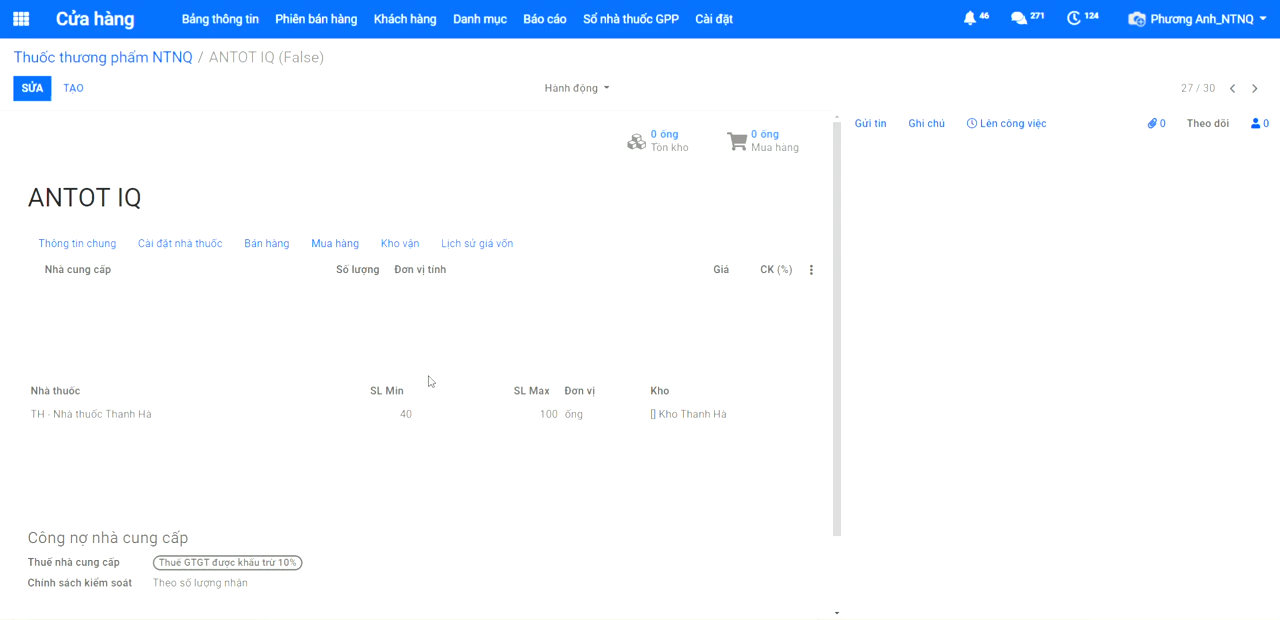 Cửa hàng Bảng thông tin Phiên bán hàng Khách hàng Danh mục Báo cáo Sổ nhà thuốc GPP Cài đặt 46 271 124 Phương Anh_NTNQ
Thuốc thương phẩm NTNQ / ANTOT IQ (False)
SỬA TẠO Hành động 27 / 30
Gửi tin Ghi chú Lên công việc 0 Theo dõi 0
0 ống 0 ống
Tồn kho Mua hàng
ANTOT IQ
Thông tin chung Cài đặt nhà thuốc Bán hàng Mua hàng Kho vận Lịch sử giá vốn
Nhà cung cấp Số lượng Đơn vị tính Giá CK (%)
Nhà thuốc SL Min SL Max Đơn vị Kho
TH - Nhà thuốc Thanh Hà 40 100 ống [] Kho Thanh Hà
Công nợ nhà cung cấp
Thuế nhà cung cấp Thuế GTGT được khấu trừ 10%
Chính sách kiểm soát Theo số lượng nhận